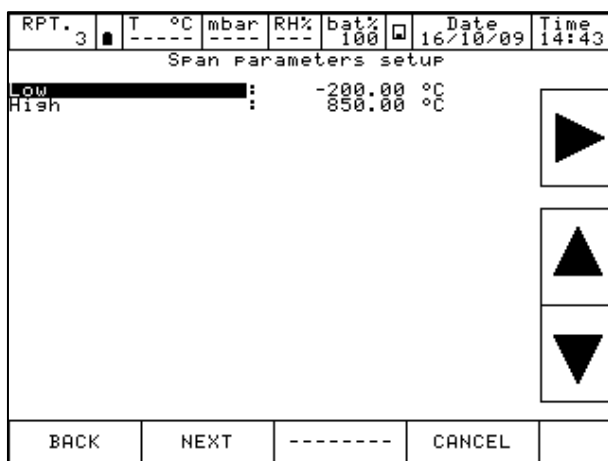 RPT. T °C mbar RH% bat% Date Time
3 ----- ---- --- 100 16/10/09 14:43
Span parameters setup
Low : -200.00 °C
High : 850.00 °C
BACK NEXT -------- CANCEL